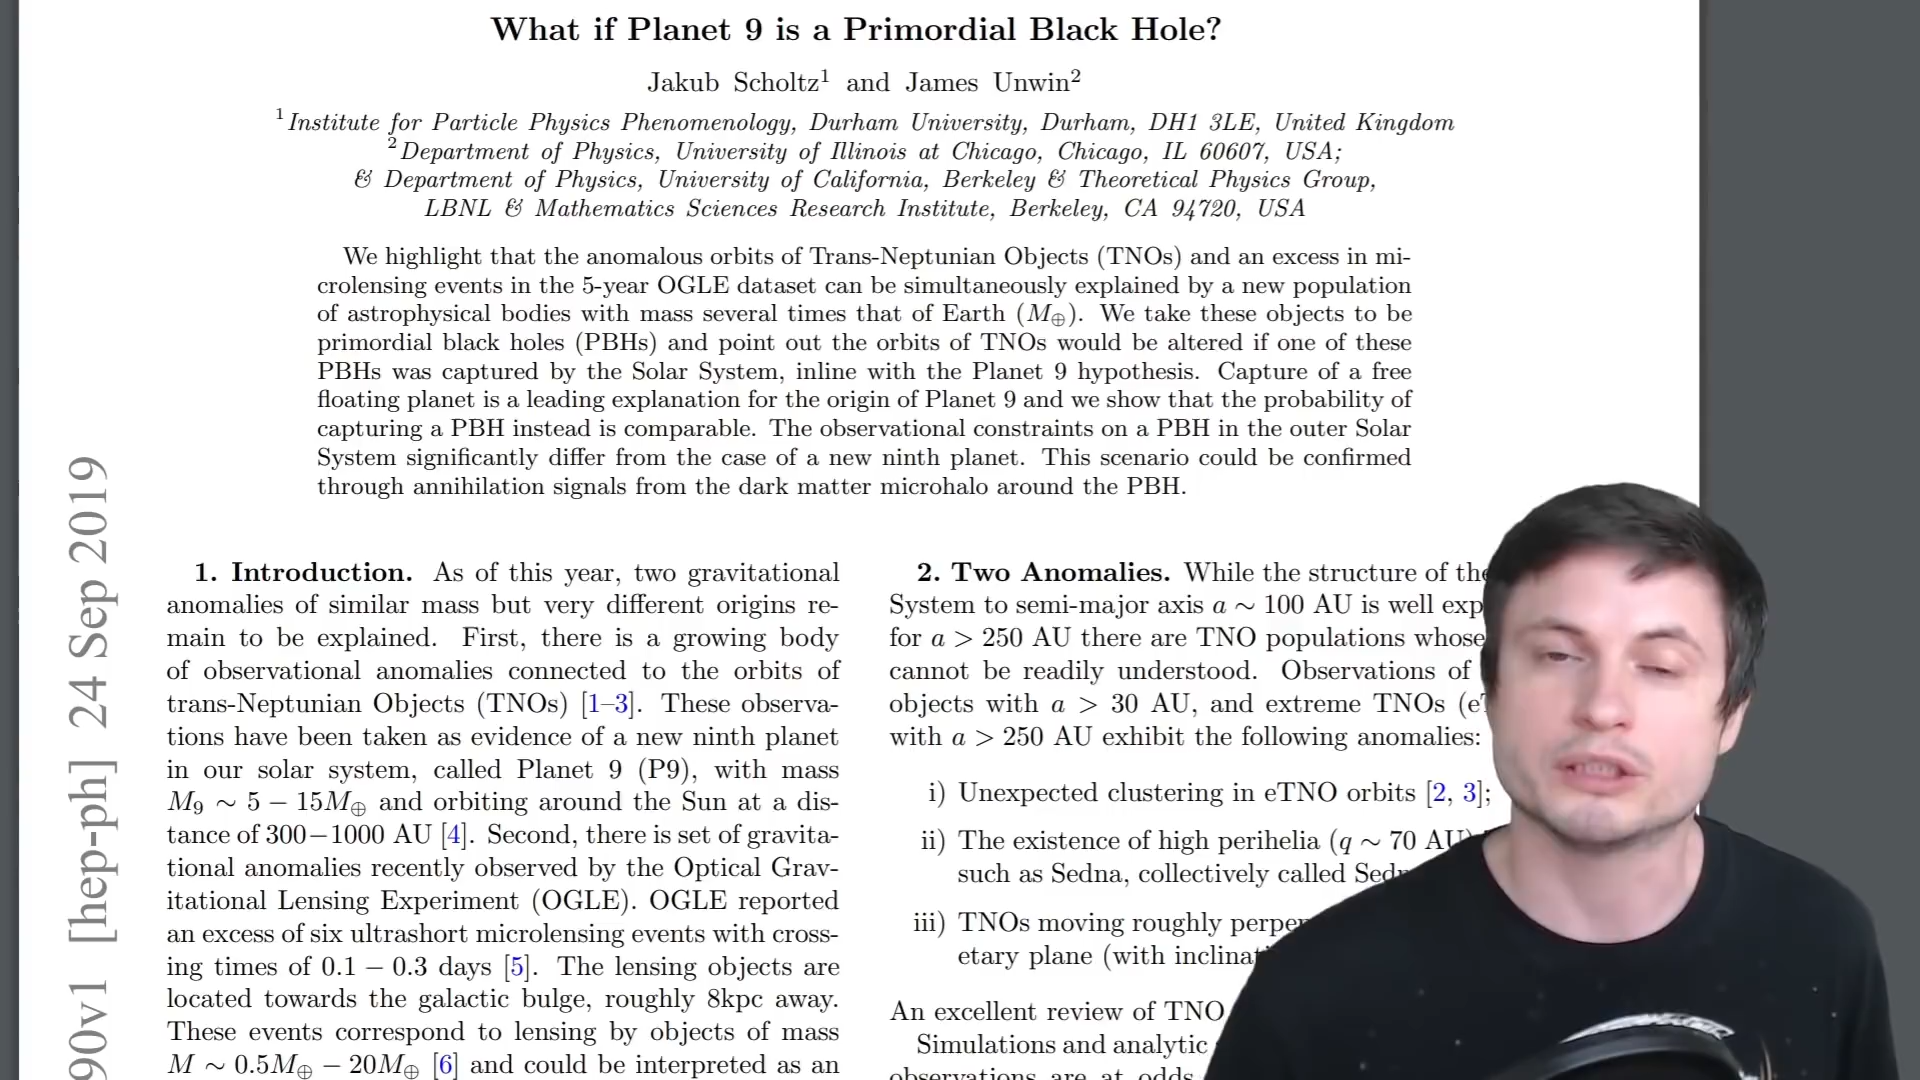 What if Planet 9 is a Primordial Black Hole?
Jakub Scholtz¹ and James Unwin²
¹Institute for Particle Physics Phenomenology, Durham University, Durham, DH1 3LE, United Kingdom
²Department of Physics, University of Illinois at Chicago, Chicago, IL 60607, USA;
& Department of Physics, University of California, Berkeley & Theoretical Physics Group,
LBNL & Mathematics Sciences Research Institute, Berkeley, CA 94720, USA
We highlight that the anomalous orbits of Trans-Neptunian Objects (TNOs) and an excess in mi-
crolensing events in the 5-year OGLE dataset can be simultaneously explained by a new population
of astrophysical bodies with mass several times that of Earth (M⊕). We take these objects to be
primordial black holes (PBHs) and point out the orbits of TNOs would be altered if one of these
PBHs was captured by the Solar System, inline with the Planet 9 hypothesis. Capture of a free
floating planet is a leading explanation for the origin of Planet 9 and we show that the probability of
capturing a PBH instead is comparable. The observational constraints on a PBH in the outer Solar
System significantly differ from the case of a new ninth planet. This scenario could be confirmed
through annihilation signals from the dark matter microhalo around the PBH.
90v1 [hep-ph] 24 Sep 2019
1. Introduction. As of this year, two gravitational
anomalies of similar mass but very different origins re-
main to be explained. First, there is a growing body
of observational anomalies connected to the orbits of
trans-Neptunian Objects (TNOs) [1–3]. These observa-
tions have been taken as evidence of a new ninth planet
in our solar system, called Planet 9 (P9), with mass
M₉ ∼ 5 − 15M⊕ and orbiting around the Sun at a dis-
tance of 300−1000 AU [4]. Second, there is set of gravita-
tional anomalies recently observed by the Optical Grav-
itational Lensing Experiment (OGLE). OGLE reported
an excess of six ultrashort microlensing events with cross-
ing times of 0.1 − 0.3 days [5]. The lensing objects are
located towards the galactic bulge, roughly 8kpc away.
These events correspond to lensing by objects of mass
M ∼ 0.5M⊕ − 20M⊕ [6] and could be interpreted as an
2. Two Anomalies. While the structure of the
System to semi-major axis a ∼ 100 AU is well exp
for a > 250 AU there are TNO populations whose
cannot be readily understood. Observations of
objects with a > 30 AU, and extreme TNOs (eT
with a > 250 AU exhibit the following anomalies:
i) Unexpected clustering in eTNO orbits [2, 3];
ii) The existence of high perihelia (q ∼ 70 AU)
such as Sedna, collectively called Sedn
iii) TNOs moving roughly perpen
etary plane (with inclinat
An excellent review of TNO
Simulations and analytic
observations are at odds